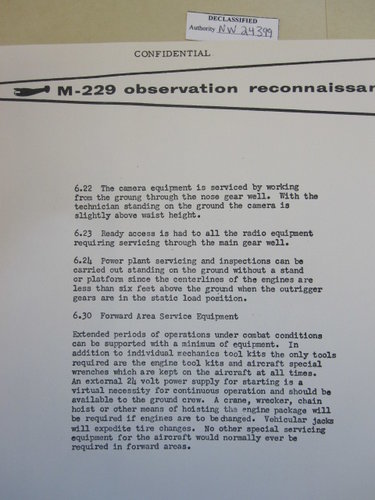 DECLASSIFIED
Authority NW 24399
CONFIDENTIAL
M-229 observation reconnaissan
6.22 The camera equipment is serviced by working
from the groung through the nose gear well. With the
technician standing on the ground the camera is
slightly above waist height.
6.23 Ready access is had to all the radio equipment
requiring servicing through the main gear well.
6.24 Power plant servicing and inspections can be
carried out standing on the ground without a stand
or platform since the centerlines of the engines are
less than six feet above the ground when the outrigger
gears are in the static load position.
6.30 Forward Area Service Equipment
Extended periods of operations under combat conditions
can be supported with a minimum of equipment. In
addition to individual mechanics tool kits the only tools
required are the engine tool kits and aircraft special
wrenches which are kept on the aircraft at all times.
An external 24 volt power supply for starting is a
virtual necessity for continuous operation and should be
available to the ground crew. A crane, wrecker, chain
hoist or other means of hoisting the engine package will
be required if engines are to be changed. Vehicular jacks
will expedite tire changes. No other special servicing
equipment for the aircraft would normally ever be
required in forward areas.